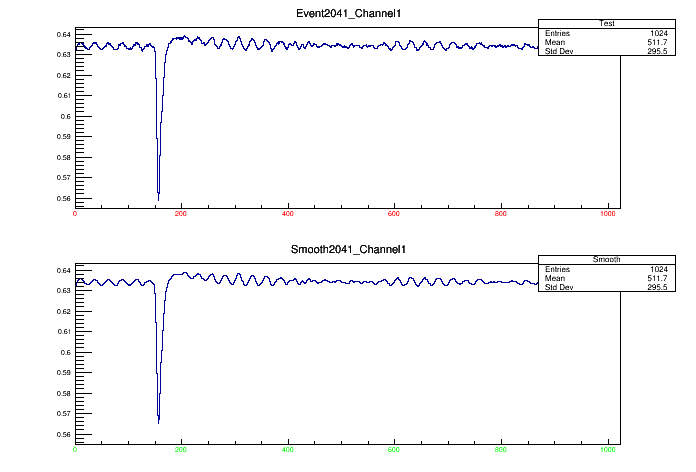 Event2041_Channel1
Test
Entries 1024
Mean 511.7
Std Dev 295.5
0.64
0.63
0.62
0.61
0.6
0.59
0.58
0.57
0.56
0 200 400 600 800 1000
Smooth2041_Channel1
Smooth
Entries 1024
Mean 511.7
Std Dev 295.5
0.64
0.63
0.62
0.61
0.6
0.59
0.58
0.57
0.56
0 200 400 600 800 1000